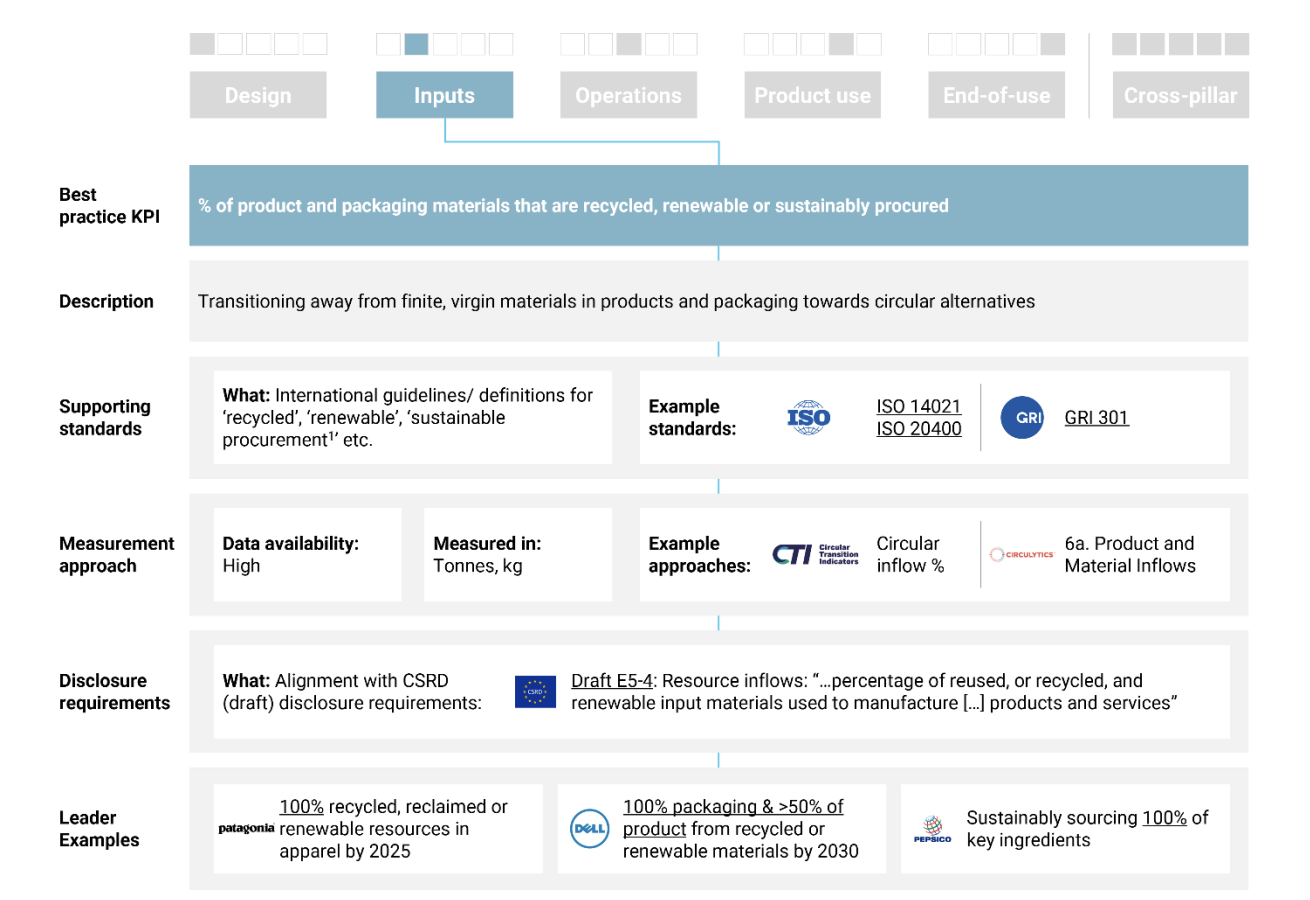 Design
Inputs
Operations
Product use
End-of-use
Cross-pillar
Best
practice KPI
% of product and packaging materials that are recycled, renewable or sustainably procured
Description
Transitioning away from finite, virgin materials in products and packaging towards circular alternatives
Supporting
standards
What: International guidelines/ definitions for
‘recycled’, ‘renewable’, ‘sustainable
procurement¹’ etc.
Example
standards:
ISO
ISO 14021
ISO 20400
GRI
GRI 301
Measurement
approach
Data availability:
High
Measured in:
Tonnes, kg
Example
approaches:
CTI
Circular
Transition
Indicators
Circular
inflow %
CIRCULYTICS
6a. Product and
Material Inflows
Disclosure
requirements
What: Alignment with CSRD
(draft) disclosure requirements:
CSRD
Draft E5-4: Resource inflows: “...percentage of reused, or recycled, and
renewable input materials used to manufacture [...] products and services”
Leader
Examples
patagonia
100% recycled, reclaimed or
renewable resources in
apparel by 2025
DELL
100% packaging & >50% of
product from recycled or
renewable materials by 2030
PEPSICO
Sustainably sourcing 100% of
key ingredients